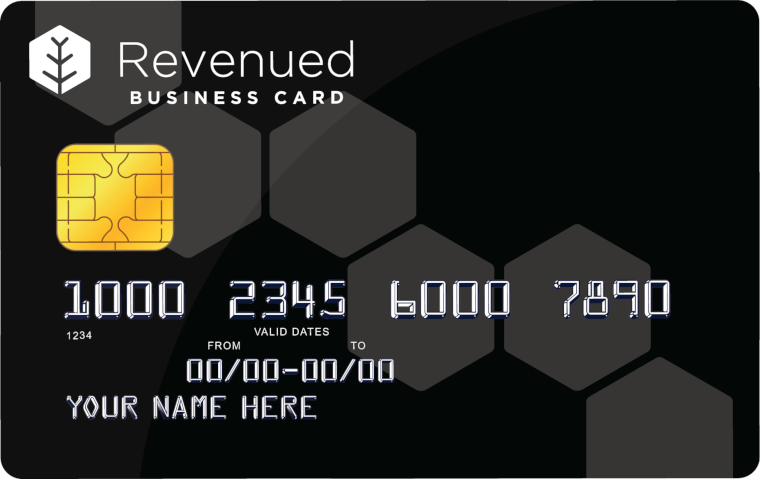 Revenued
BUSINESS CARD
1000 2345 6000 7890
1234
VALID DATES
FROM TO
00/00-00/00
YOUR NAME HERE